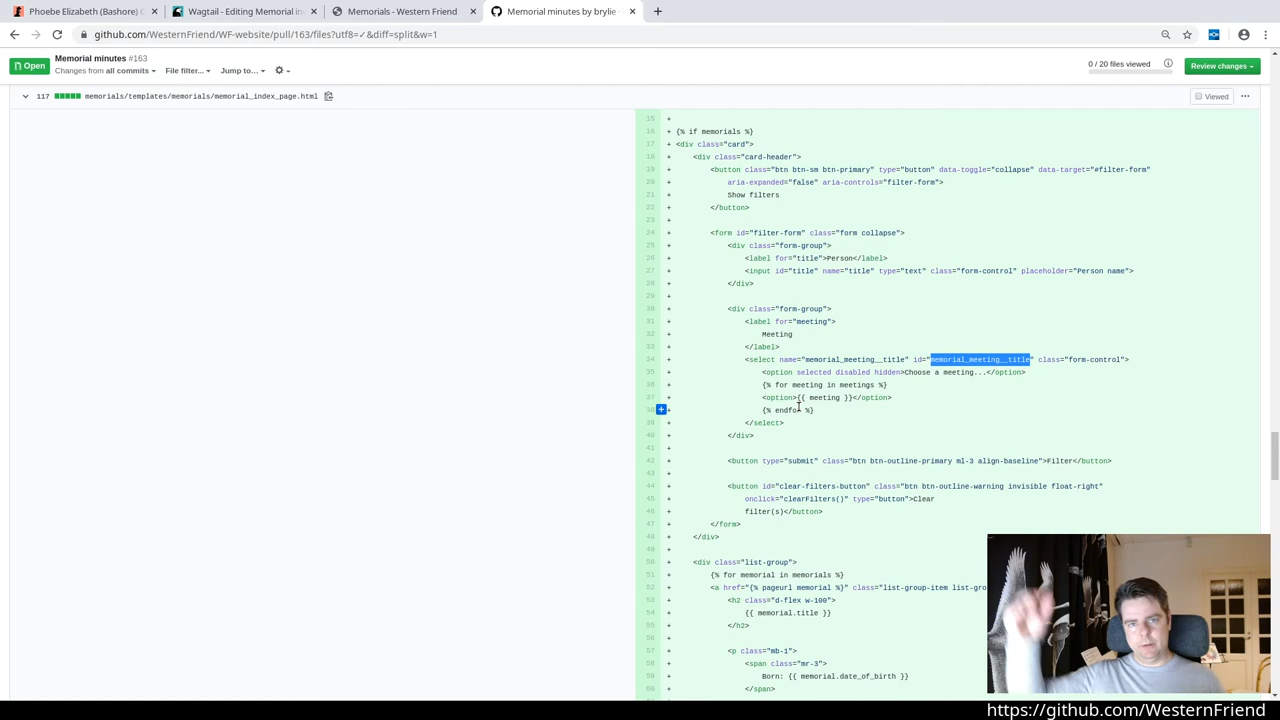 Phoebe Elizabeth (Bashore)
Wagtail - Editing Memorial
Memorials - Western Friend
Memorial minutes by brylie
github.com/WesternFriend/WF-website/pull/163/files?utf8=✓&diff=split&w=1
Open
Memorial minutes #163
Changes from all commits
File filter...
Jump to...
0 / 20 files viewed
Review changes
117 memorials/templates/memorials/memorial_index_page.html
Viewed
15 +
16 + {% if memorials %}
17 + <div class="card">
18 + <div class="card-header">
19 + <button class="btn btn-sm btn-primary" type="button" data-toggle="collapse" data-target="#filter-form"
20 + aria-expanded="false" aria-controls="filter-form">
21 + Show filters
22 + </button>
23 +
24 + <form id="filter-form" class="form collapse">
25 + <div class="form-group">
26 + <label for="title">Person</label>
27 + <input id="title" name="title" type="text" class="form-control" placeholder="Person name">
28 + </div>
29 +
30 + <div class="form-group">
31 + <label for="meeting">
32 + Meeting
33 + </label>
34 + <select name="memorial_meeting__title" id="memorial_meeting__title" class="form-control">
35 + <option selected disabled hidden>Choose a meeting...</option>
36 + {% for meeting in meetings %}
37 + <option>{{ meeting }}</option>
38 + {% endfor %}
39 + </select>
40 + </div>
41 +
42 + <button type="submit" class="btn btn-outline-primary ml-3 align-baseline">Filter</button>
43 +
44 + <button id="clear-filters-button" class="btn btn-outline-warning invisible float-right"
45 + onclick="clearFilters()" type="button">Clear
46 + filter(s)</button>
47 + </form>
48 + </div>
49 +
50 + <div class="list-group">
51 + {% for memorial in memorials %}
52 + <a href="{% pageurl memorial %}" class="list-group-item list-gro
53 + <h2 class="d-flex w-100">
54 + {{ memorial.title }}
55 + </h2>
56 +
57 + <p class="mb-1">
58 + <span class="mr-3">
59 + Born: {{ memorial.date_of_birth }}
60 + </span>
https://github.com/WesternFriend